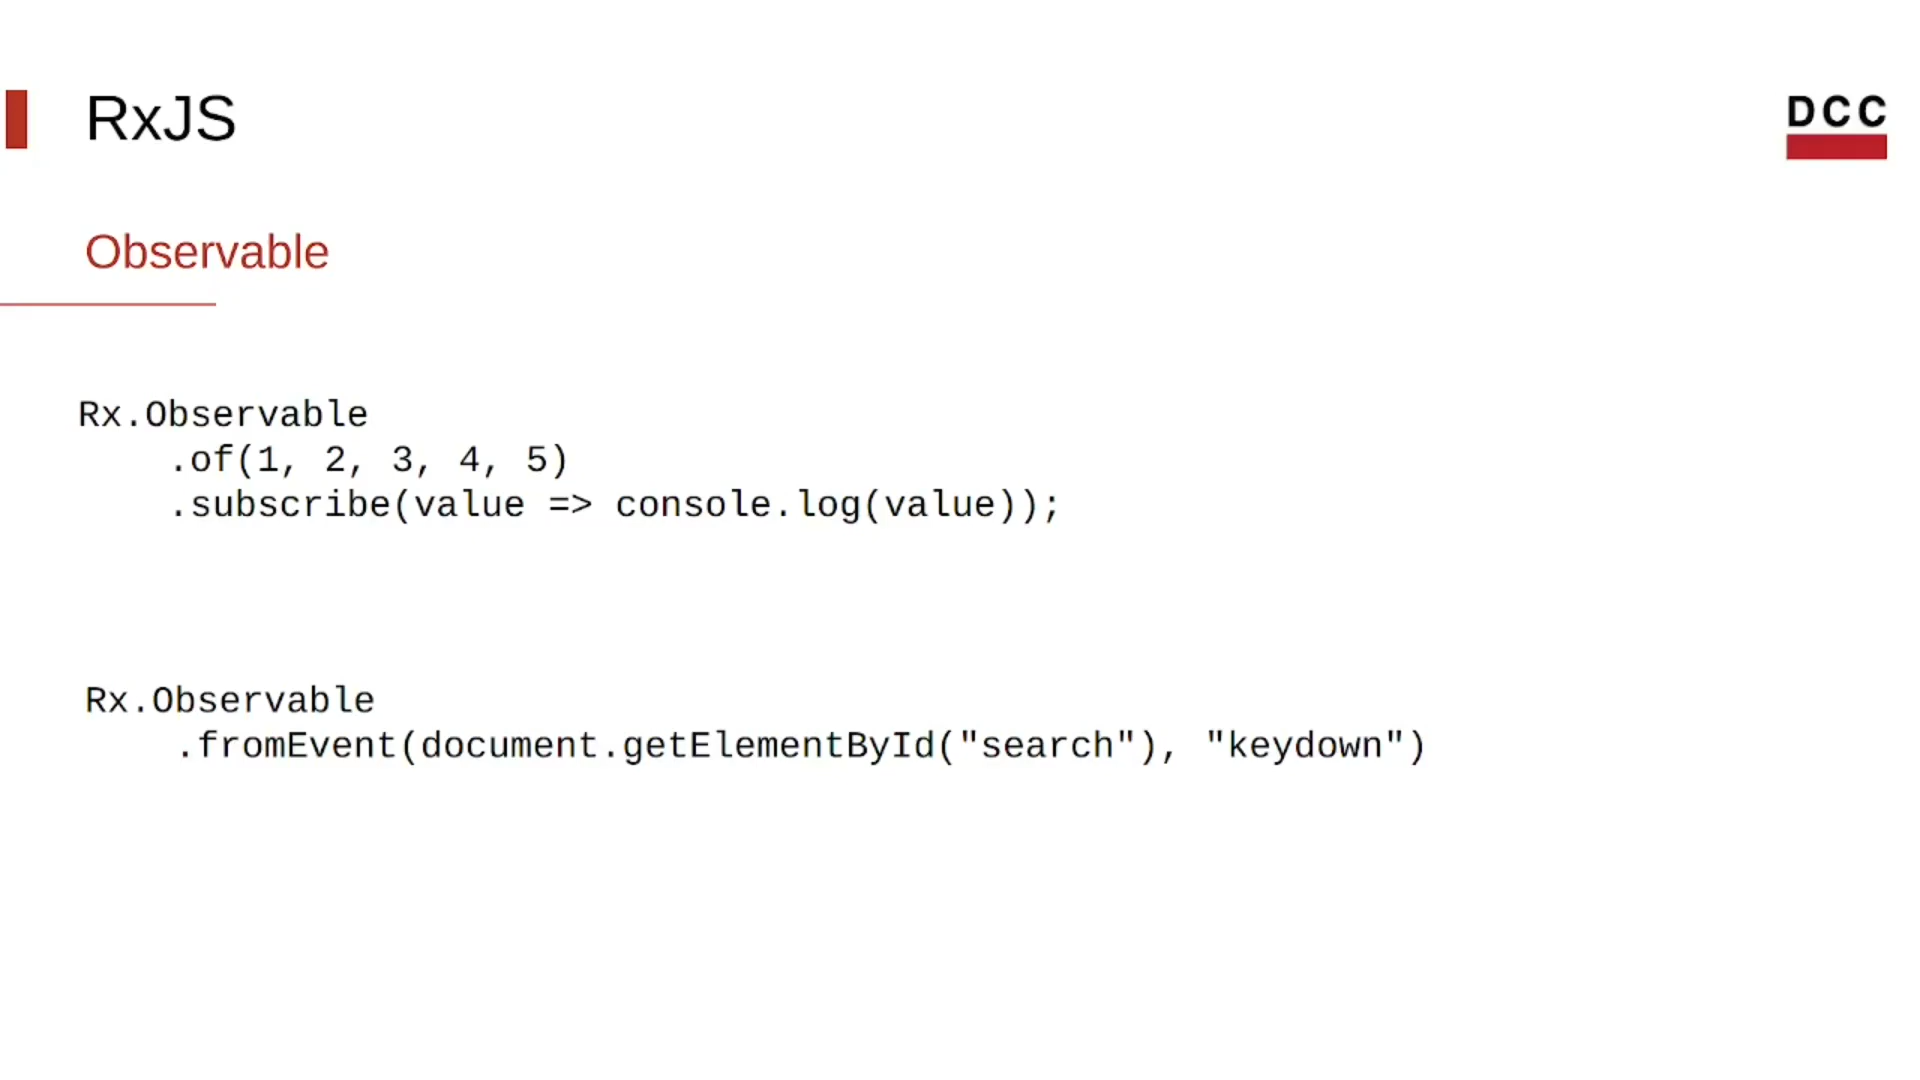 RxJS
DCC
Observable
Rx.Observable
    .of(1, 2, 3, 4, 5)
    .subscribe(value => console.log(value));
Rx.Observable
    .fromEvent(document.getElementById("search"), "keydown")